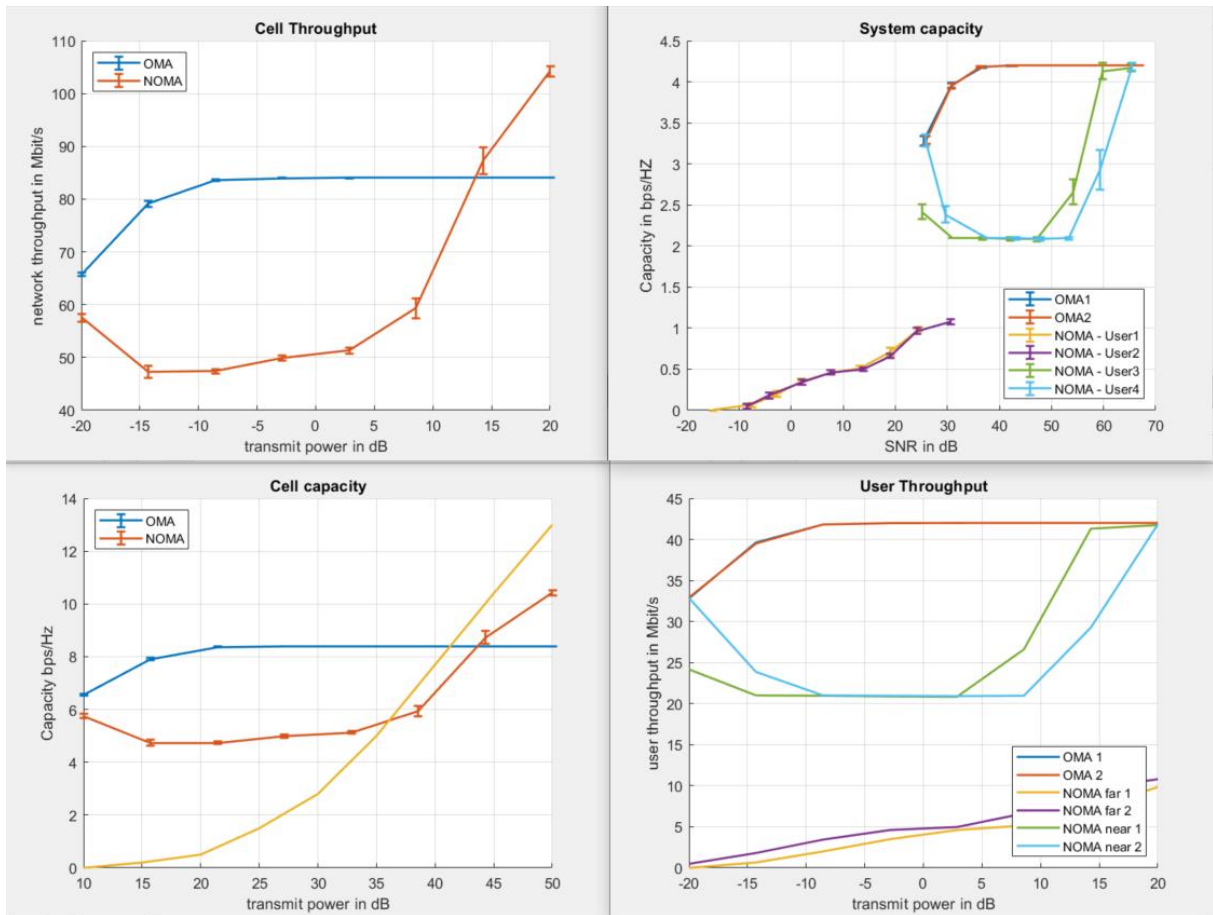 Cell Throughput
110
100
90
80
70
60
50
40
network throughput in Mbit/s
OMA
NOMA
-20
-15
-10
-5
0
5
10
15
20
transmit power in dB
System capacity
4.5
4
3.5
3
2.5
2
1.5
1
0.5
0
Capacity in bps/HZ
OMA1
OMA2
NOMA - User1
NOMA - User2
NOMA - User3
NOMA - User4
-20
-10
0
10
20
30
40
50
60
70
SNR in dB
Cell capacity
14
12
10
8
6
4
2
0
Capacity bps/Hz
OMA
NOMA
10
15
20
25
30
35
40
45
50
transmit power in dB
User Throughput
45
40
35
30
25
20
15
10
5
0
user throughput in Mbit/s
OMA 1
OMA 2
NOMA far 1
NOMA far 2
NOMA near 1
NOMA near 2
-20
-15
-10
-5
0
5
10
15
20
transmit power in dB